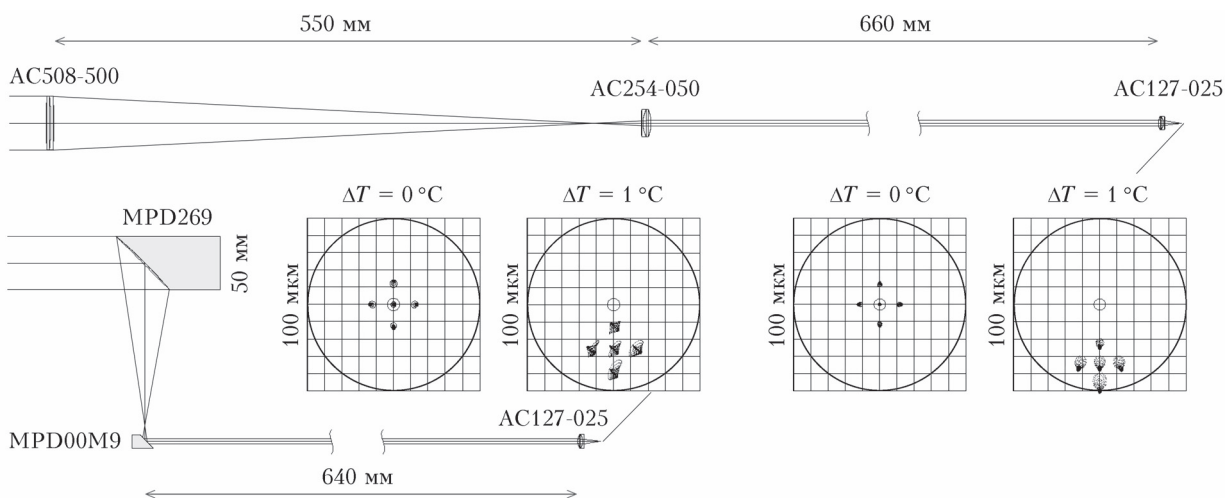 550 мм
660 мм
AC508-500
AC254-050
AC127-025
ΔT = 0 °C
ΔT = 1 °C
ΔT = 0 °C
ΔT = 1 °C
MPD269
50 мм
100 мкм
100 мкм
100 мкм
100 мкм
AC127-025
MPD00M9
640 мм